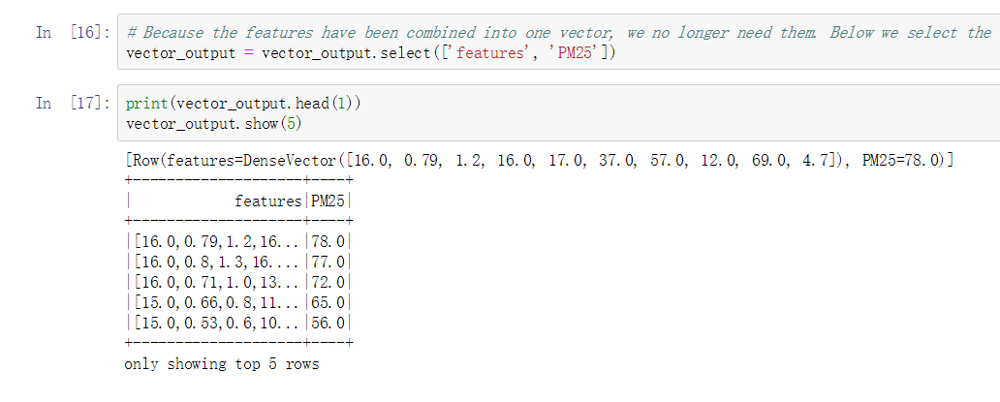 In [16]: # Because the features have been combined into one vector, we no longer need them. Below we select the
vector_output = vector_output.select(['features', 'PM25'])
In [17]: print(vector_output.head(1))
vector_output.show(5)
[Row(features=DenseVector([16.0, 0.79, 1.2, 16.0, 17.0, 37.0, 57.0, 12.0, 69.0, 4.7]), PM25=78.0)]
+--------------------+----+
|            features|PM25|
+--------------------+----+
|[16.0,0.79,1.2,16...|78.0|
|[16.0,0.8,1.3,16....|77.0|
|[16.0,0.71,1.0,13...|72.0|
|[15.0,0.66,0.8,11...|65.0|
|[15.0,0.53,0.6,10...|56.0|
+--------------------+----+
only showing top 5 rows